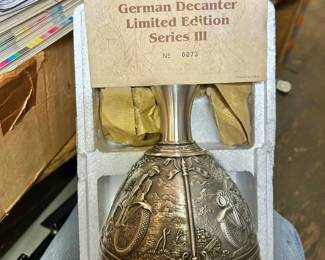 German Decanter
Limited Edition
Series III
No 0073